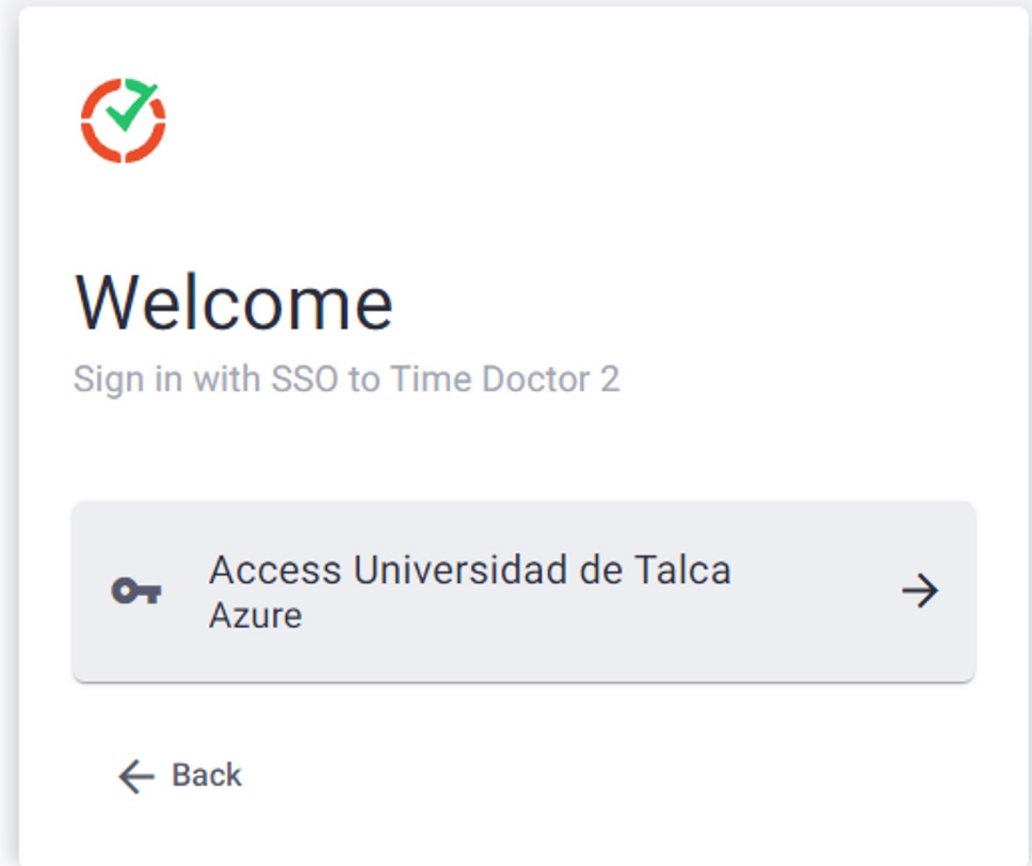 Welcome
Sign in with SSO to Time Doctor 2
Access Universidad de Talca
Azure
Back